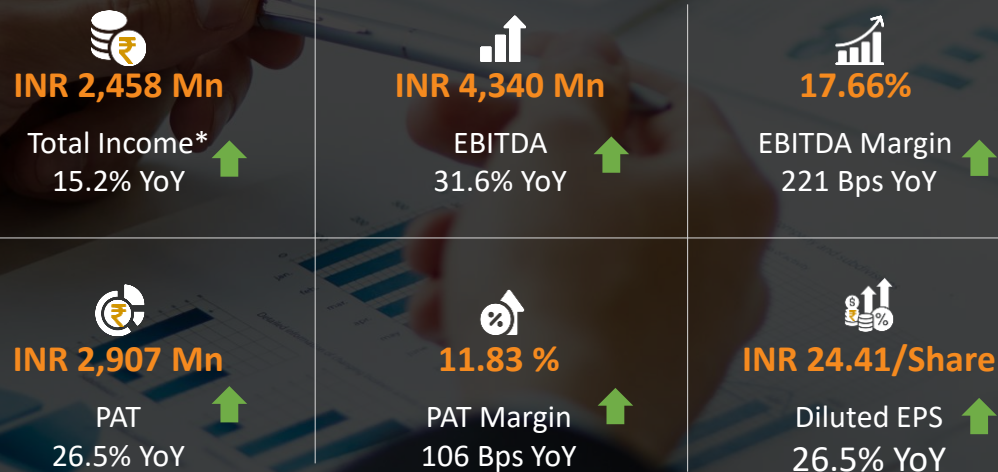 INR 2,458 Mn
Total Income*
15.2% YoY
INR 4,340 Mn
EBITDA
31.6% YoY
17.66%
EBITDA Margin
221 Bps YoY
INR 2,907 Mn
PAT
26.5% YoY
11.83 %
PAT Margin
106 Bps YoY
INR 24.41/Share
Diluted EPS
26.5% YoY